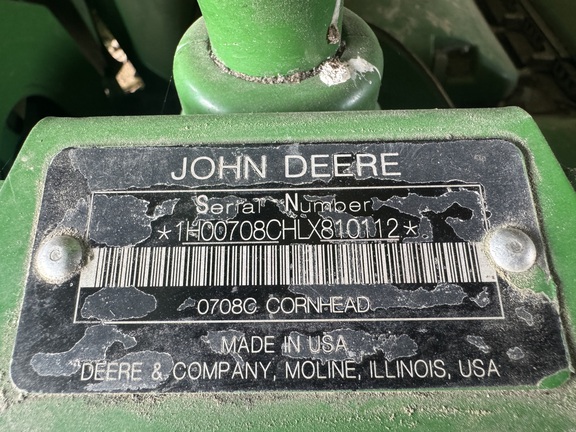 JOHN DEERE
Serial Number
*1H00708CHLX810112*
0708C CORNHEAD
MADE IN USA
DEERE & COMPANY, MOLINE, ILLINOIS, USA